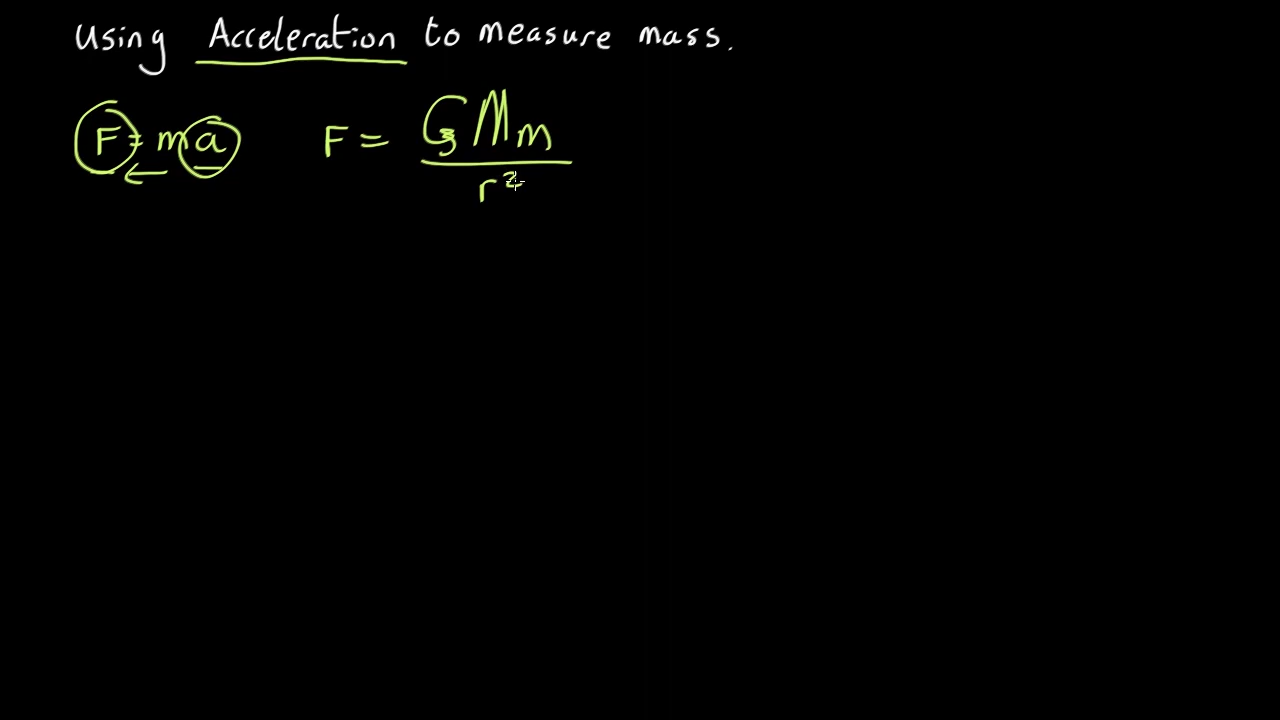 Using Acceleration to measure mass.
F = ma F = GMm / r²